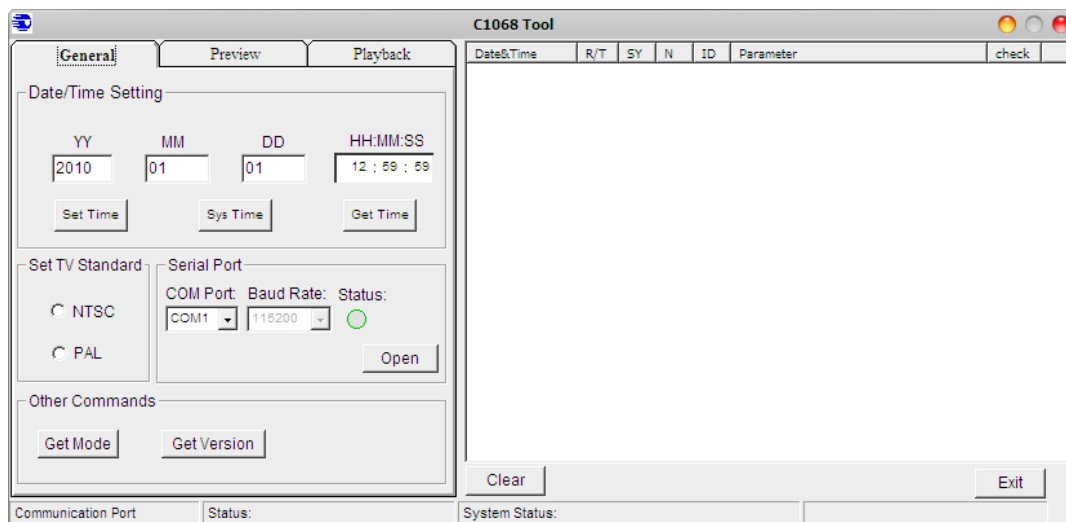 C1068 Tool
General Preview Playback
Date/Time Setting
YY MM DD HH:MM:SS
2010 01 01 12 : 59 : 59
Set Time Sys Time Get Time
Set TV Standard
NTSC
PAL
Serial Port
COM Port: Baud Rate: Status:
COM1 115200
Open
Other Commands
Get Mode Get Version
Date&Time R/T SY N ID Parameter check
Clear Exit
Communication Port Status: System Status: